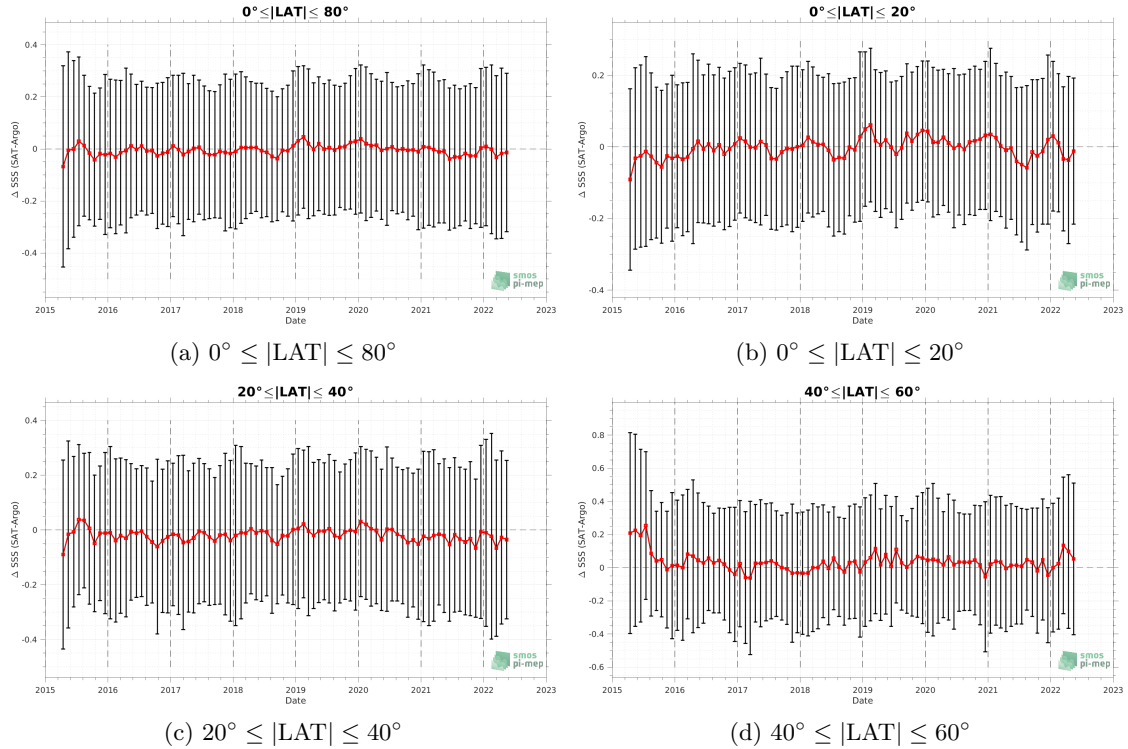 0°≤|LAT|≤ 80°
Δ SSS (SAT-Argo)
0.4
0.2
0
-0.2
-0.4
2015 2016 2017 2018 2019 2020 2021 2022 2023
Date
smos
pi-mep
(a) 0° ≤ |LAT| ≤ 80°
0°≤|LAT|≤ 20°
Δ SSS (SAT-Argo)
0.2
0
-0.2
-0.4
2015 2016 2017 2018 2019 2020 2021 2022 2023
Date
smos
pi-mep
(b) 0° ≤ |LAT| ≤ 20°
20°≤|LAT|≤ 40°
Δ SSS (SAT-Argo)
0.4
0.2
0
-0.2
-0.4
2015 2016 2017 2018 2019 2020 2021 2022 2023
Date
smos
pi-mep
(c) 20° ≤ |LAT| ≤ 40°
40°≤|LAT|≤ 60°
Δ SSS (SAT-Argo)
0.8
0.6
0.4
0.2
0
-0.2
-0.4
-0.6
2015 2016 2017 2018 2019 2020 2021 2022 2023
Date
smos
pi-mep
(d) 40° ≤ |LAT| ≤ 60°